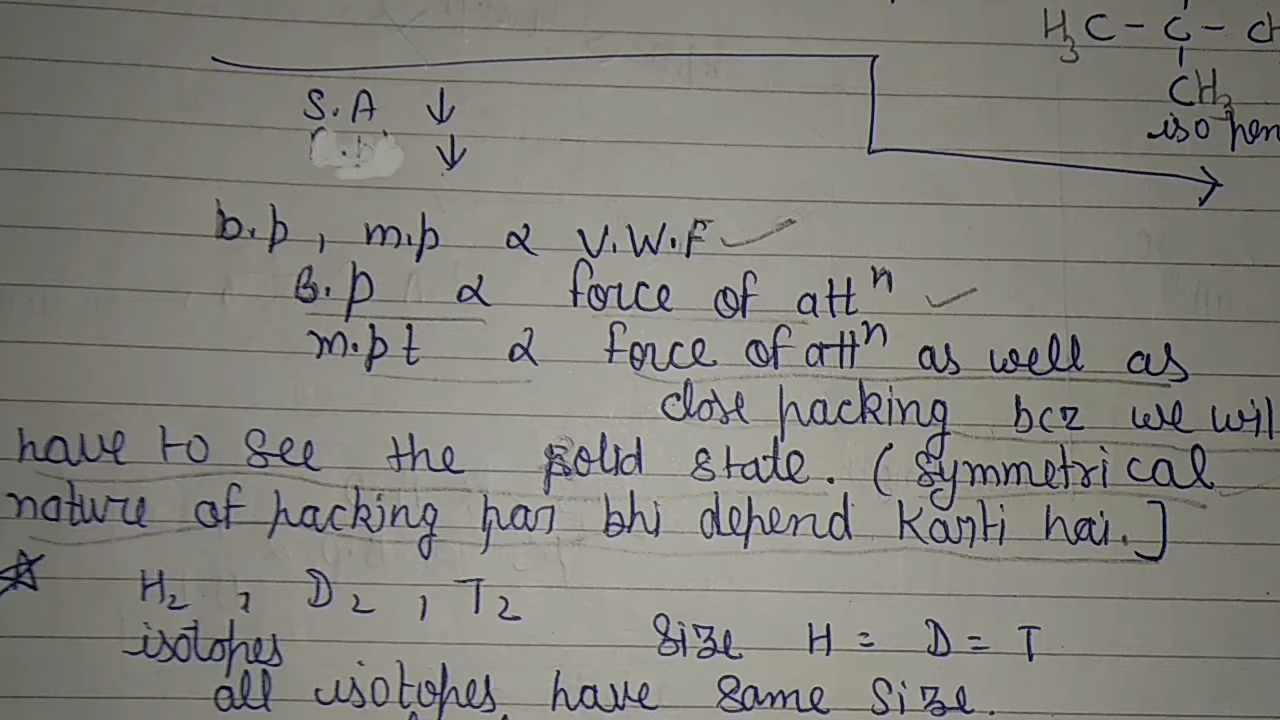 H3C - C - CH
CH3
iso pen
S.A ↓
↓
b.p, m.p α V.W.F
B.p α force of attⁿ
m.pt α force of attⁿ as well as
close packing bcz we will
have to see the solid state. (Symmetrical
nature of packing par bhi depend Karti hai.]
☆ H2, D2, T2
isotopes Size H = D = T
all isotopes have same size.